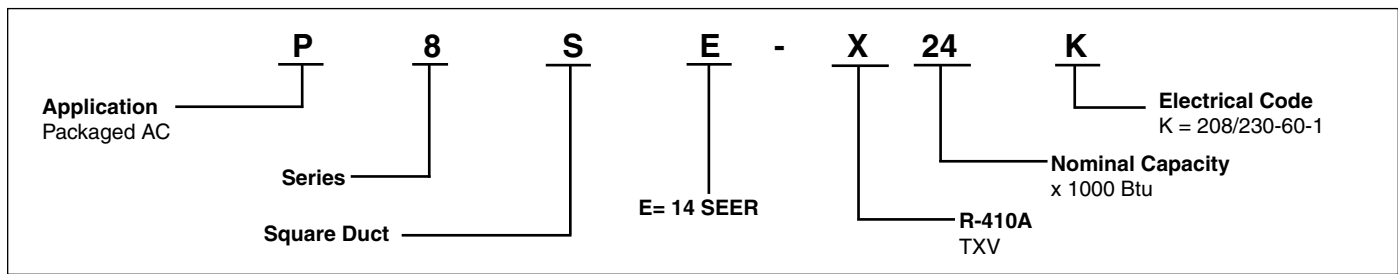 P 8 S E - X 24 K
Application
Packaged AC
Electrical Code
K = 208/230-60-1
Series
Nominal Capacity
x 1000 Btu
E= 14 SEER
Square Duct
R-410A
TXV